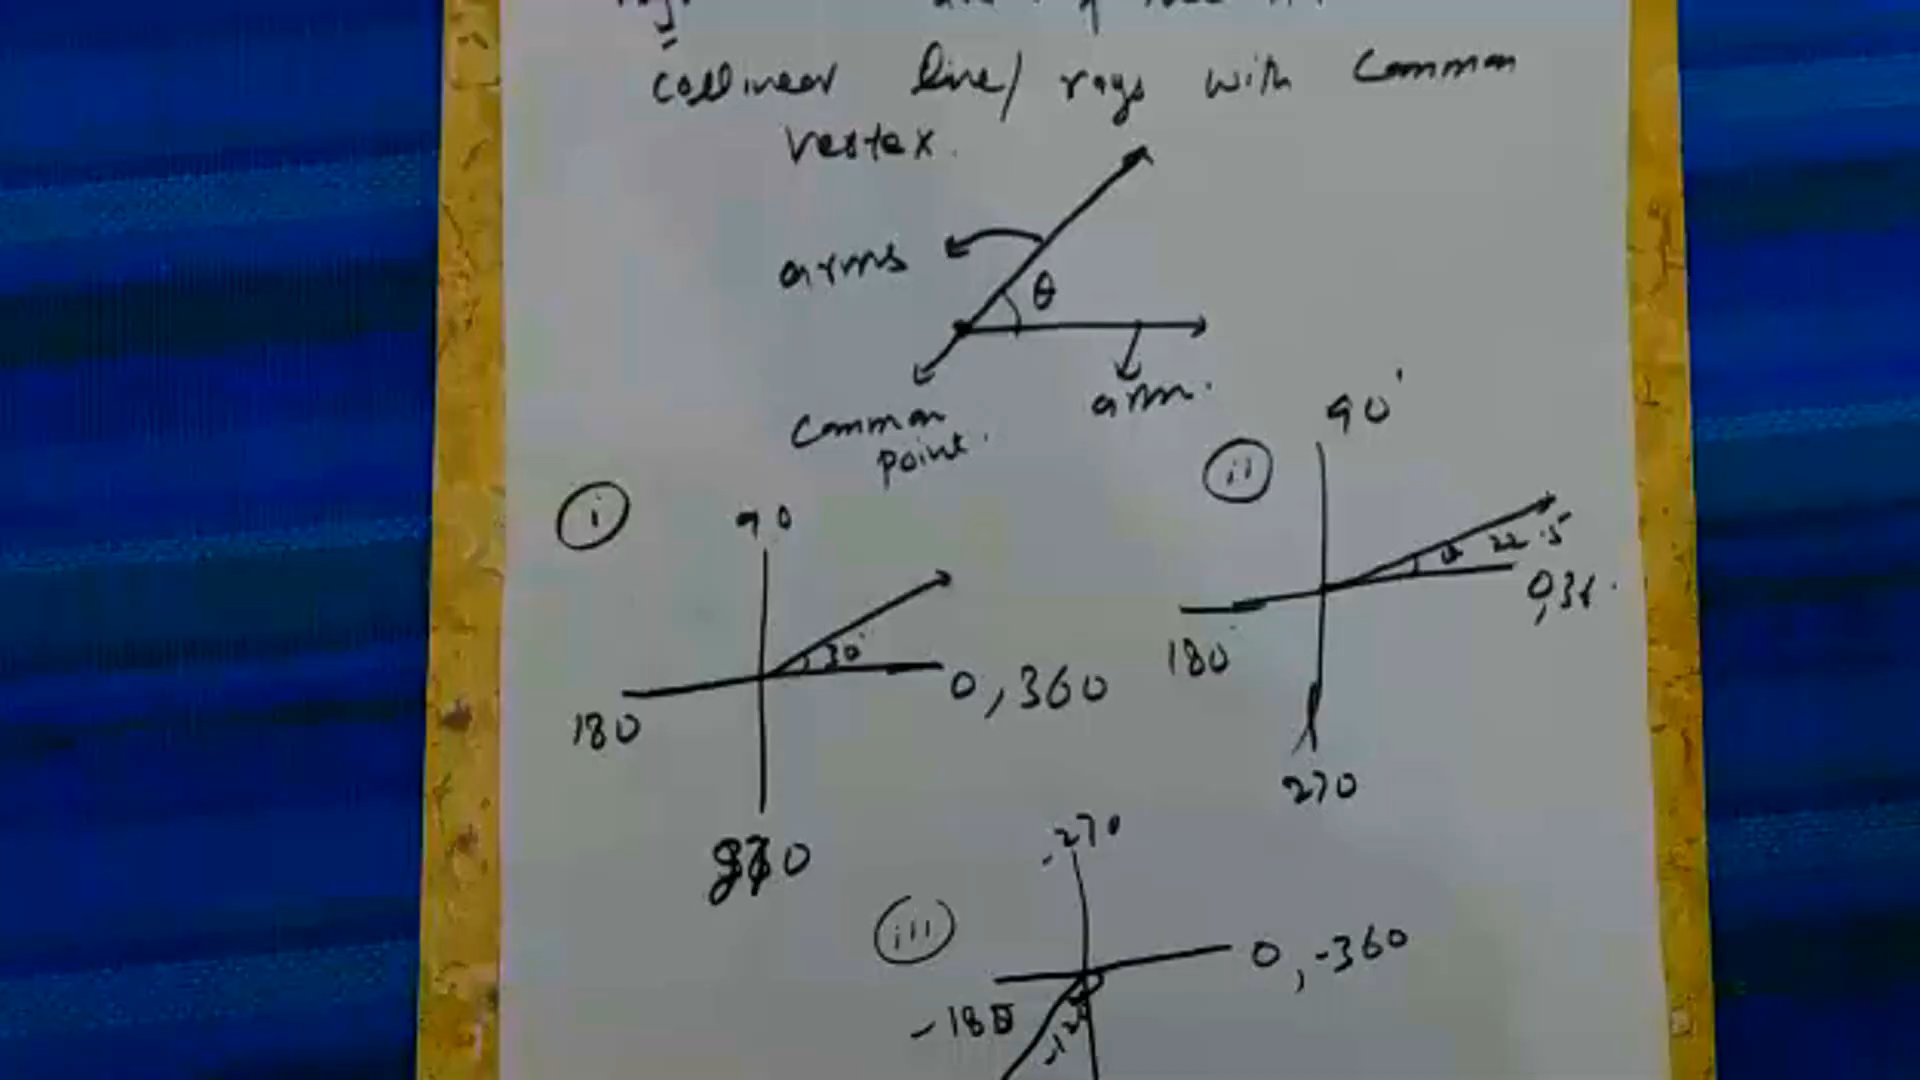 collinear line/ rays with common
vertex.
arms
θ
common
point.
arm.
i
90
30°
0, 360
180
ii
90°
22.5
180°
270
iii
-270
0, -360
-180